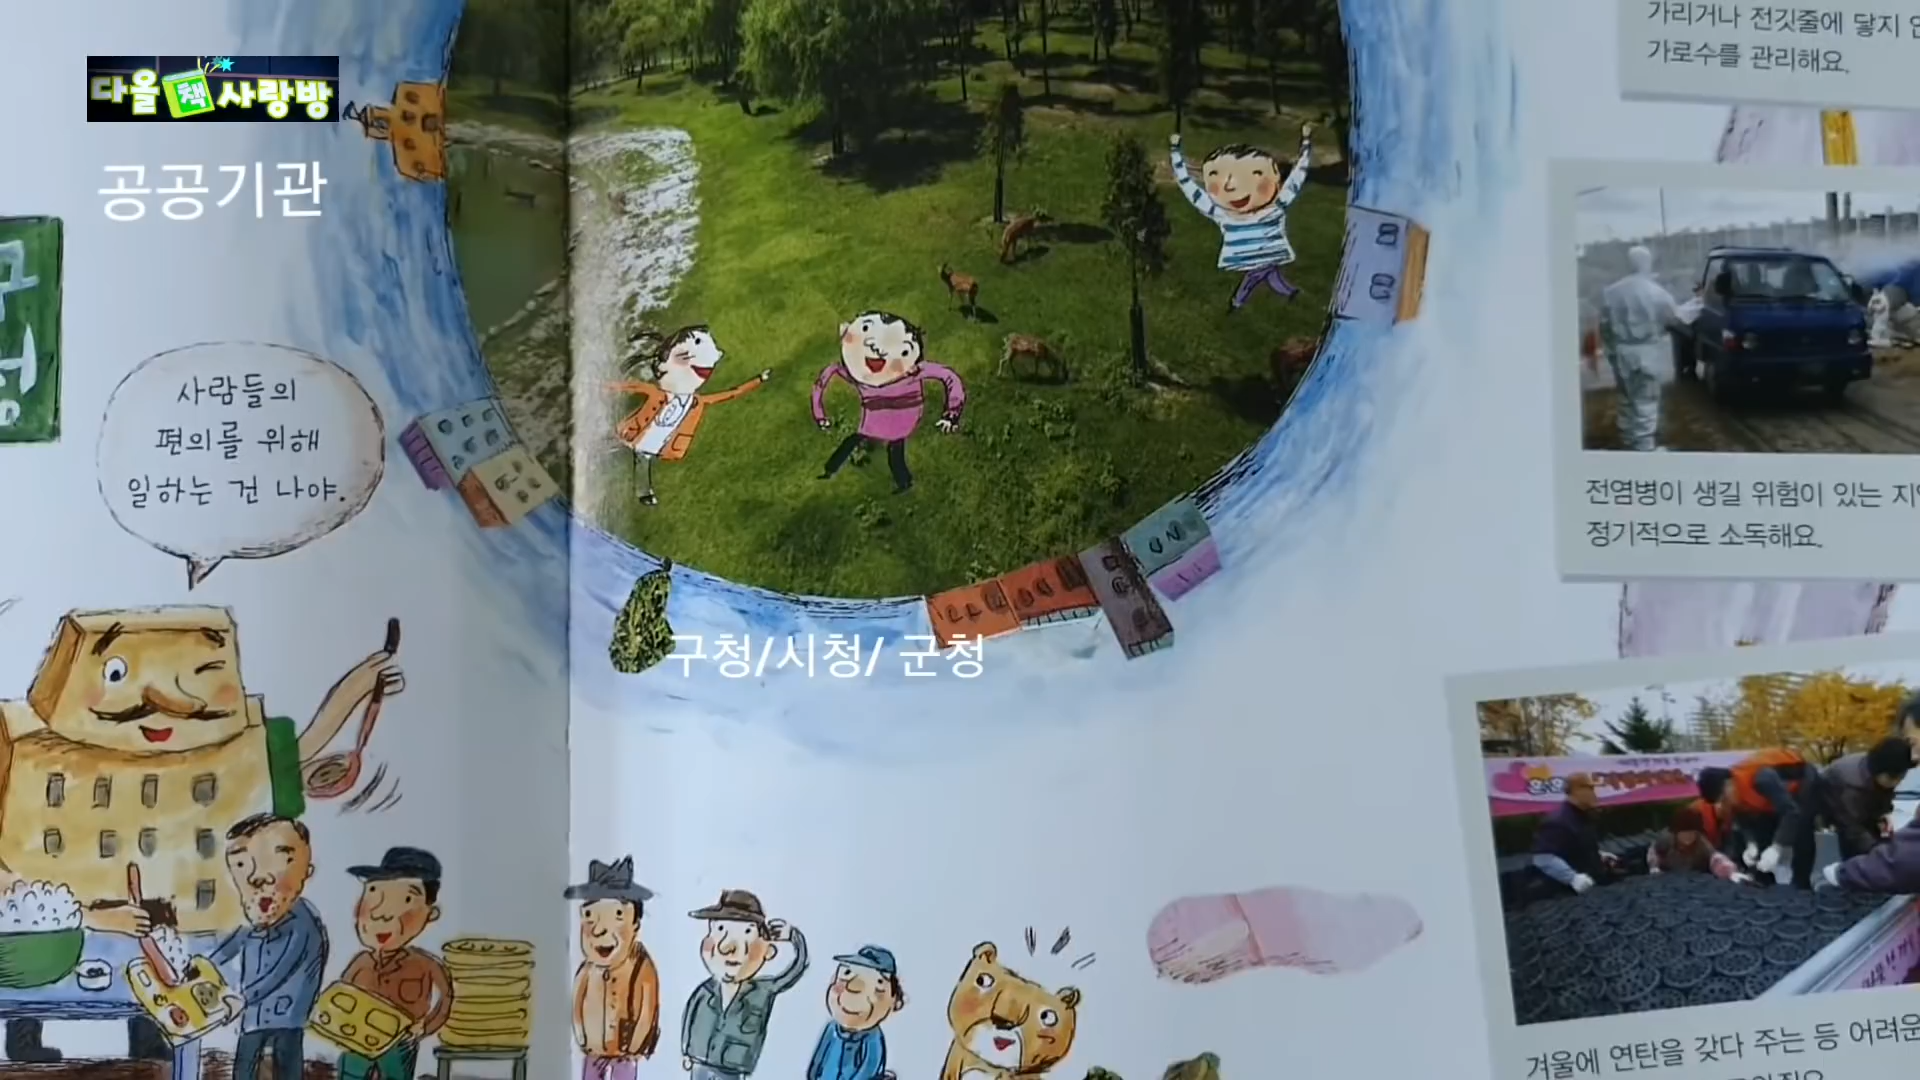 다올책사랑방
공공기관
사람들의
편의를 위해
일하는 건 나야.
구청/시청/ 군청
가리거나 전깃줄에 닿지
가로수를 관리해요.
전염병이 생길 위험이 있는
정기적으로 소독해요.
겨울에 연탄을 갖다 주는 등 어려운